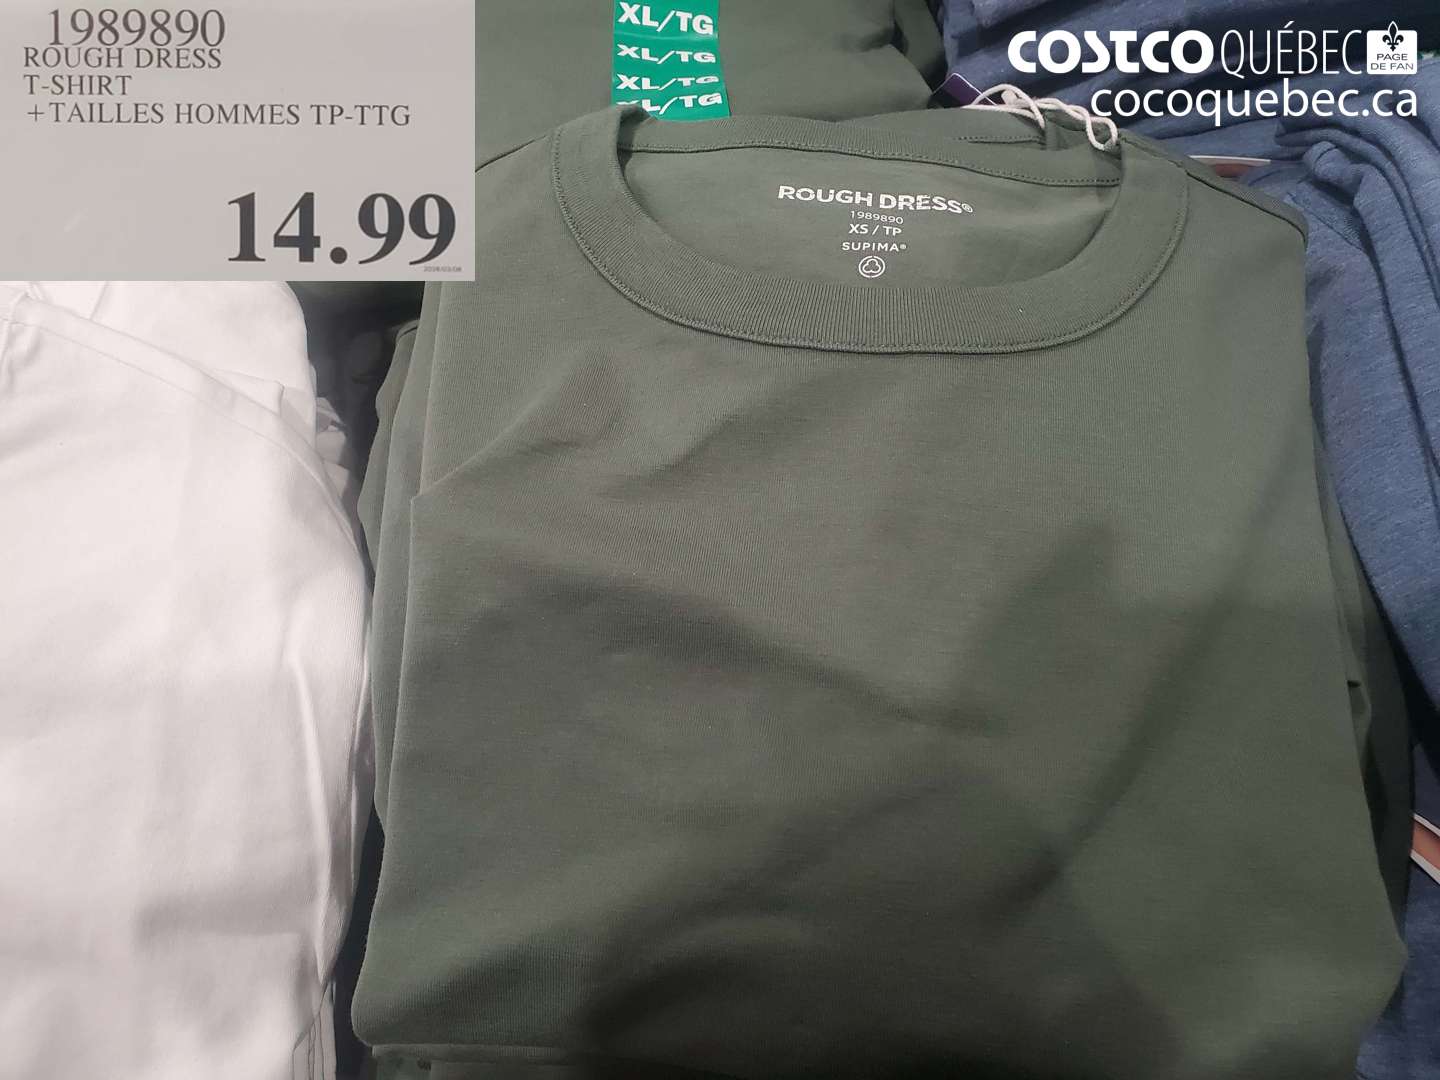 1989890
ROUGH DRESS
T-SHIRT
+TAILLES HOMMES TP-TTG
14.99
XL/TG
XL/TG
XL/TG
XL/TG
COSTCO QUÉBEC PAGE DE FAN
cocoquebec.ca
ROUGH DRESS®
1989890
XS / TP
SUPIMA®